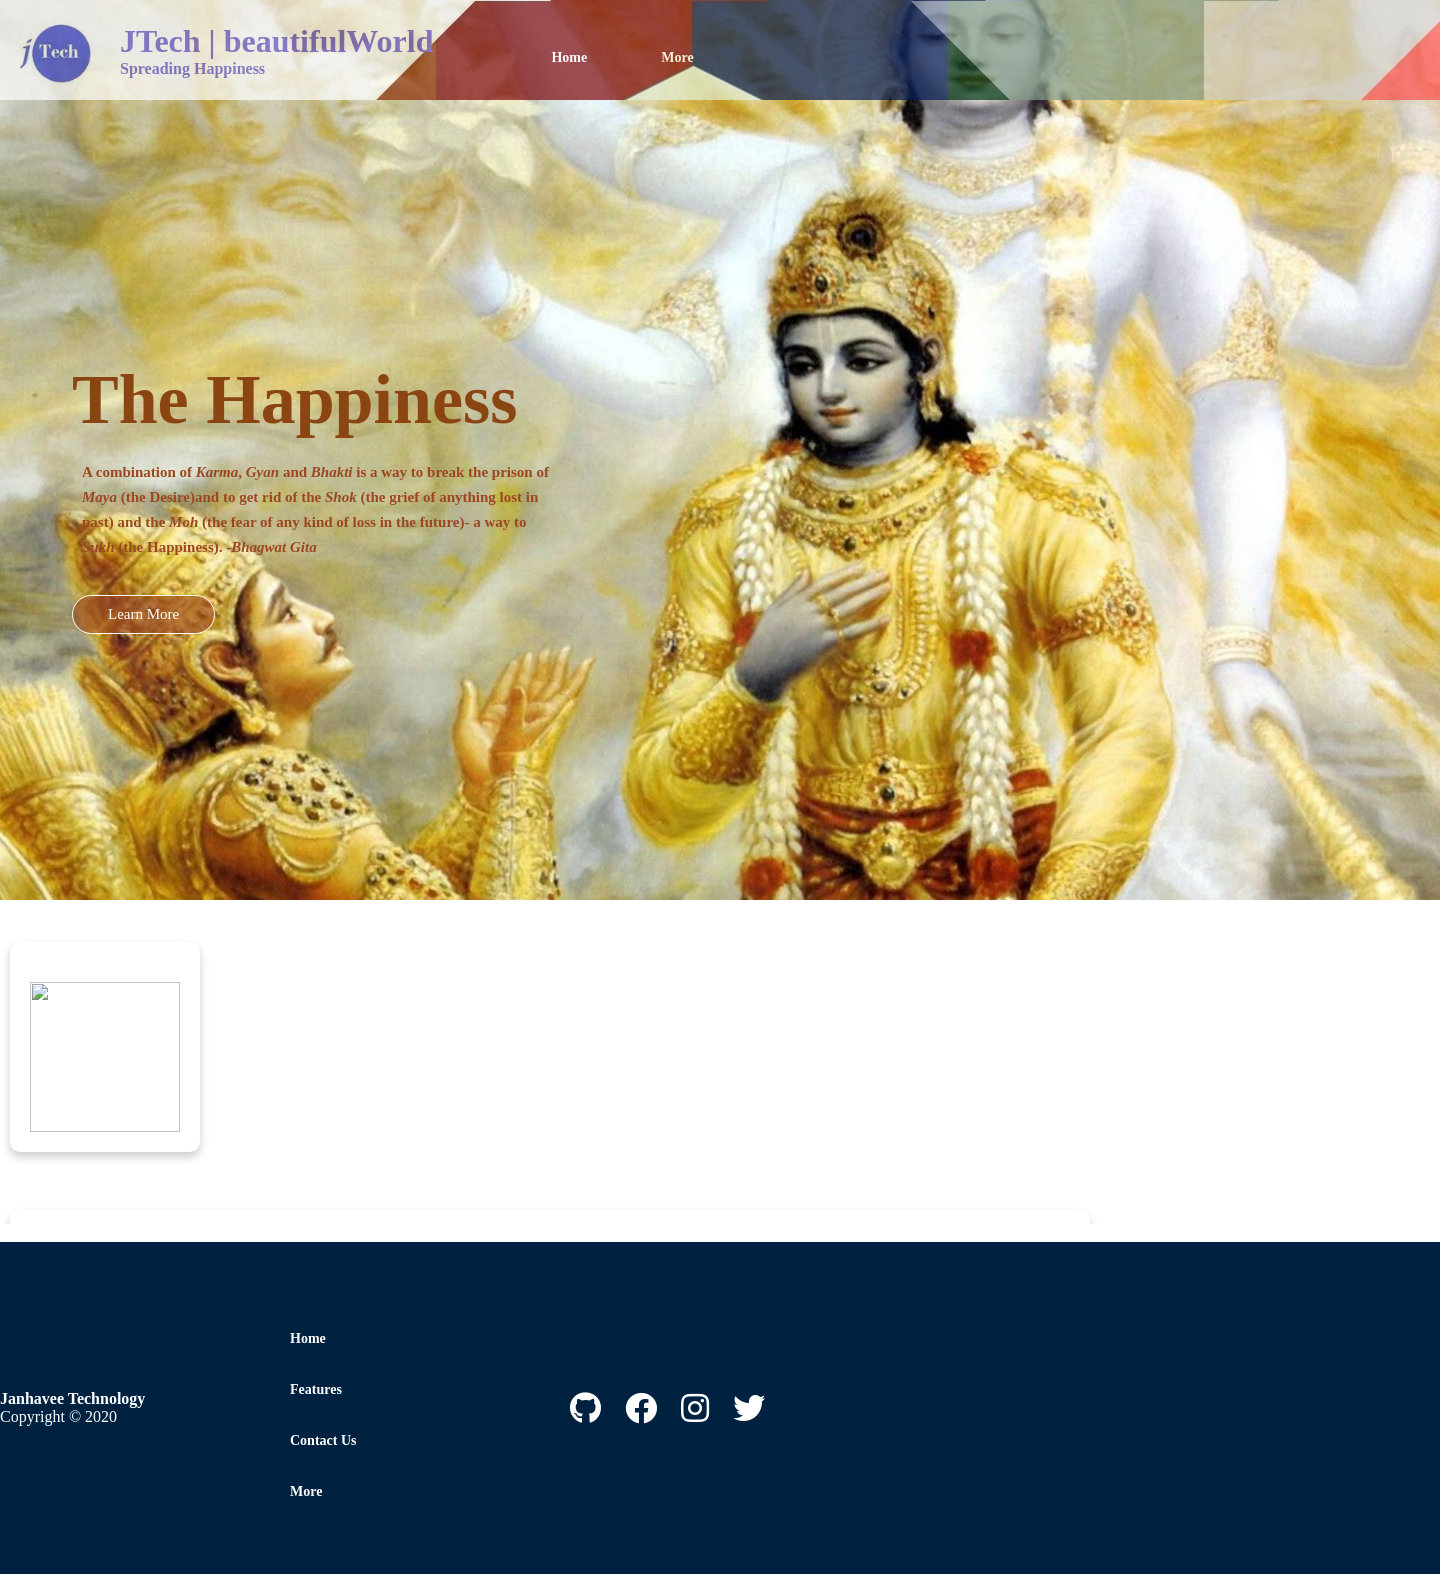 j Tech
JTech | beautifulWorld
Spreading Happiness
Home
More
The Happiness
A combination of Karma, Gyan and Bhakti is a way to break the prison of
Maya (the Desire)and to get rid of the Shok (the grief of anything lost in
past) and the Moh (the fear of any kind of loss in the future)- a way to
Sukh (the Happiness). -Bhagwat Gita
Learn More
Home
Features
Janhavee Technology
Copyright © 2020
Contact Us
More